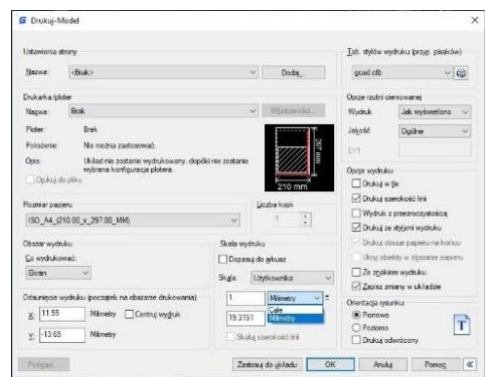 Drukuj-Model
Ustawienia strony
Nazwa: <Brak> Dodaj...
Tab. stylów wydruku (przyp. pisaków)
gcad.ctb
Drukarka/ploter
Nazwa: Brak Właściwości...
Ploter: Brak
Położenie: Nie można zastosować.
Opis: Układ nie zostanie wydrukowany, dopóki nie zostanie
wybrana konfiguracja plotera.
Drukuj do pliku
297 mm
210 mm
Opcje rzutni cieniowanej
Wydruk Jak wyświetlono
Jakość Ogólne
DPI
Rozmiar papieru
ISO_A4_(210.00_x_297.00_MM)
Liczba kopii
1
Opcje wydruku
Drukuj w tle
Drukuj szerokość linii
Wydruk z przezroczystością
Drukuj ze stylami wydruku
Drukuj obszar papieru na końcu
Ukryj obiekty w obszarze papieru
Ze znakiem wydruku
Zapisz zmiany w układzie
Obszar wydruku
Co wydrukować:
Ekran
Skala wydruku
Dopasuj do arkusza
Skala: Użytkownika
1 Milimetry
Cale
Milimetry
19.3151
Skaluj szerokość linii
Odsunięcie wydruku (początek na obszarze drukowania)
X: 11.55 Milimetry Centruj wydruk
Y: -13.65 Milimetry
Orientacja rysunku
Pionowo
Poziomo
Drukuj odwrócony
T
Podgląd... Zastosuj do układu OK Anuluj Pomoc